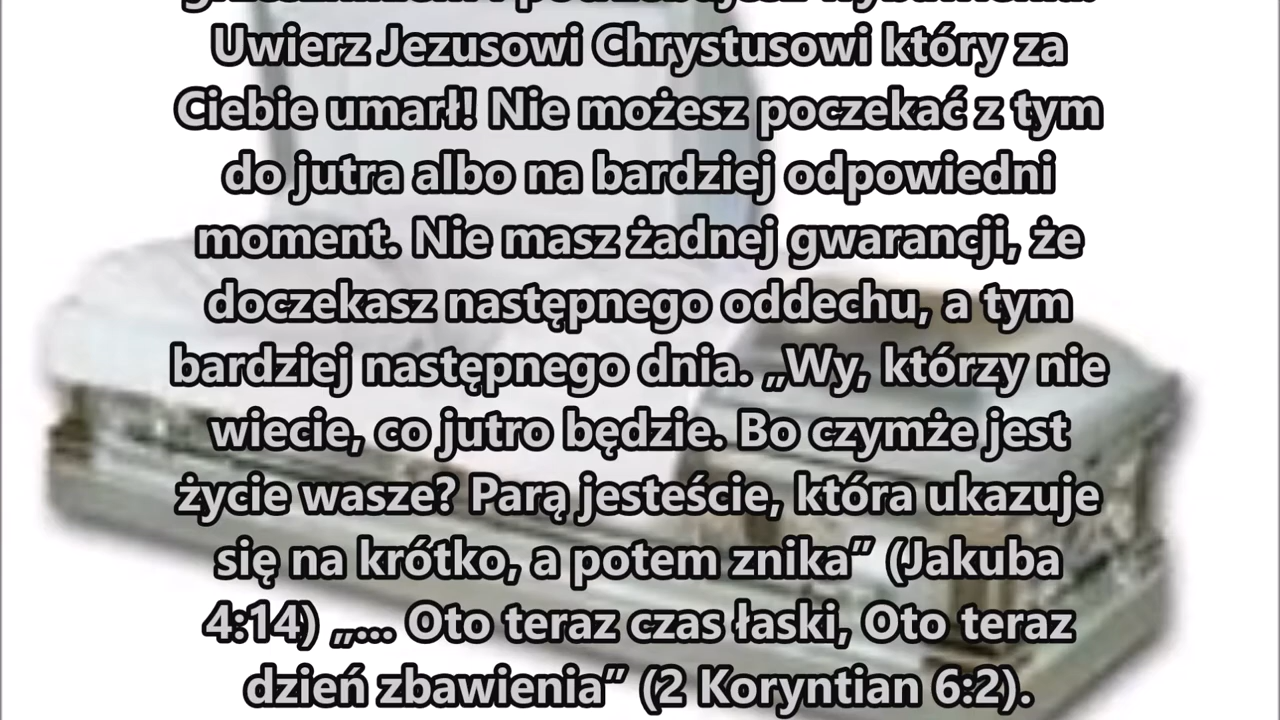 Uwierz Jezusowi Chrystusowi który za
Ciebie umarł! Nie możesz poczekać z tym
do jutra albo na bardziej odpowiedni
moment. Nie masz żadnej gwarancji, że
doczekasz następnego oddechu, a tym
bardziej następnego dnia. „Wy, którzy nie
wiecie, co jutro będzie. Bo czymże jest
życie wasze? Parą jesteście, która ukazuje
się na krótko, a potem znika” (Jakuba
4:14) „... Oto teraz czas łaski, Oto teraz
dzień zbawienia” (2 Koryntian 6:2).